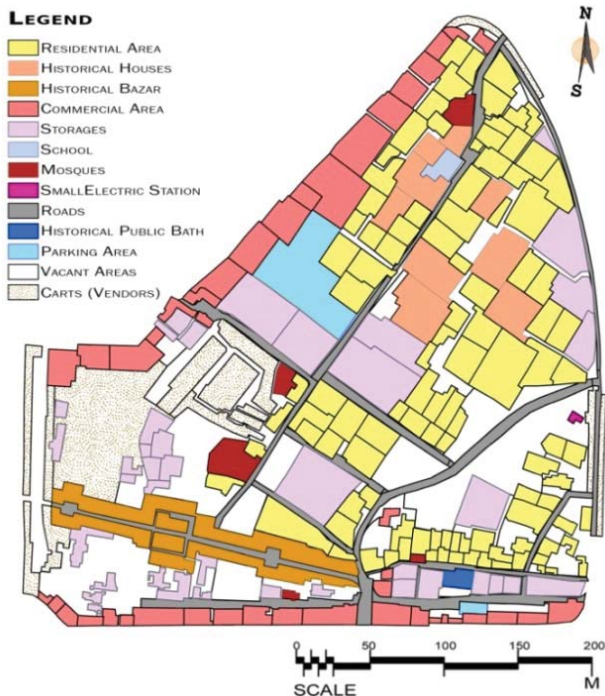 LEGEND
RESIDENTIAL AREA
HISTORICAL HOUSES
HISTORICAL BAZAR
COMMERCIAL AREA
STORAGES
SCHOOL
MOSQUES
SMALLELECTRIC STATION
ROADS
HISTORICAL PUBLIC BATH
PARKING AREA
VACANT AREAS
CARTS (VENDORS)
N
S
0 50 100 150 200
SCALE M